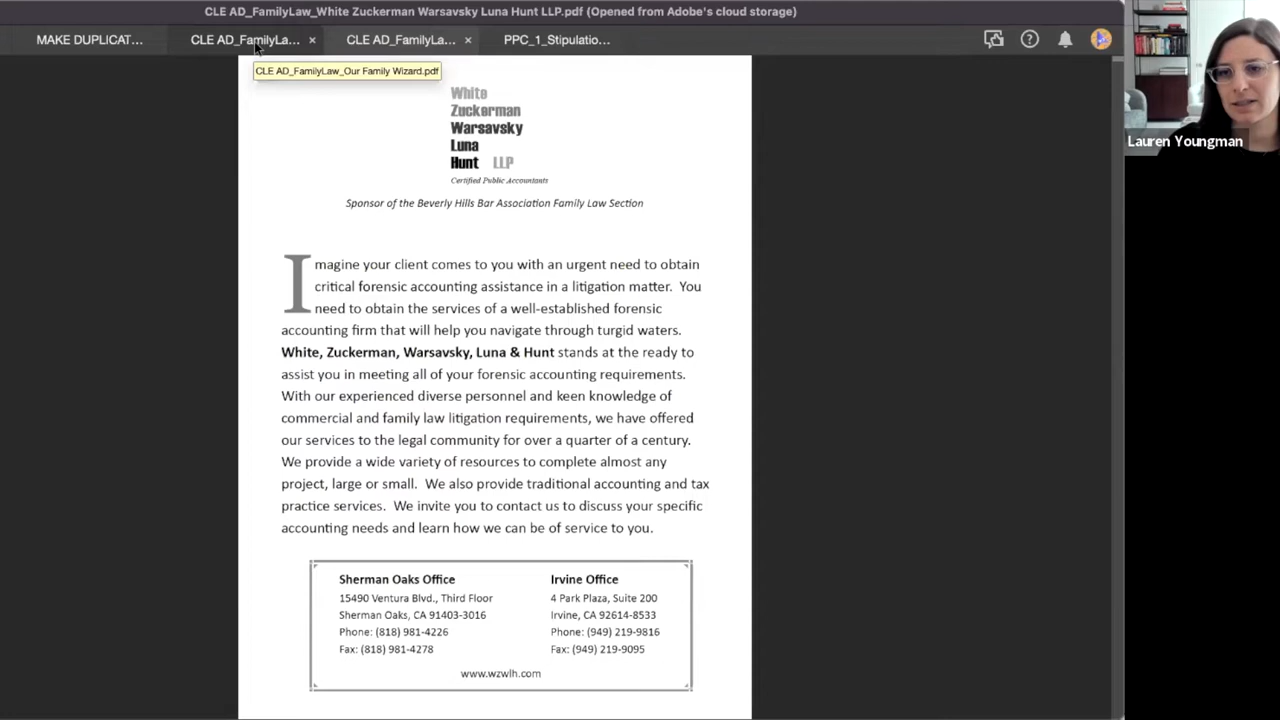 CLE AD_FamilyLaw_White Zuckerman Warsavsky Luna Hunt LLP.pdf (Opened from Adobe's cloud storage)
MAKE DUPLICAT...
CLE AD_FamilyLa... ×
CLE AD_FamilyLa... ×
PPC_1_Stipulatio...
CLE AD_FamilyLaw_Our Family Wizard.pdf
Lauren Youngman
White
Zuckerman
Warsavsky
Luna
Hunt LLP
Certified Public Accountants
Sponsor of the Beverly Hills Bar Association Family Law Section
Imagine your client comes to you with an urgent need to obtain
critical forensic accounting assistance in a litigation matter. You
need to obtain the services of a well-established forensic
accounting firm that will help you navigate through turgid waters.
White, Zuckerman, Warsavsky, Luna & Hunt stands at the ready to
assist you in meeting all of your forensic accounting requirements.
With our experienced diverse personnel and keen knowledge of
commercial and family law litigation requirements, we have offered
our services to the legal community for over a quarter of a century.
We provide a wide variety of resources to complete almost any
project, large or small. We also provide traditional accounting and tax
practice services. We invite you to contact us to discuss your specific
accounting needs and learn how we can be of service to you.
Sherman Oaks Office
15490 Ventura Blvd., Third Floor
Sherman Oaks, CA 91403-3016
Phone: (818) 981-4226
Fax: (818) 981-4278
Irvine Office
4 Park Plaza, Suite 200
Irvine, CA 92614-8533
Phone: (949) 219-9816
Fax: (949) 219-9095
www.wzwlh.com